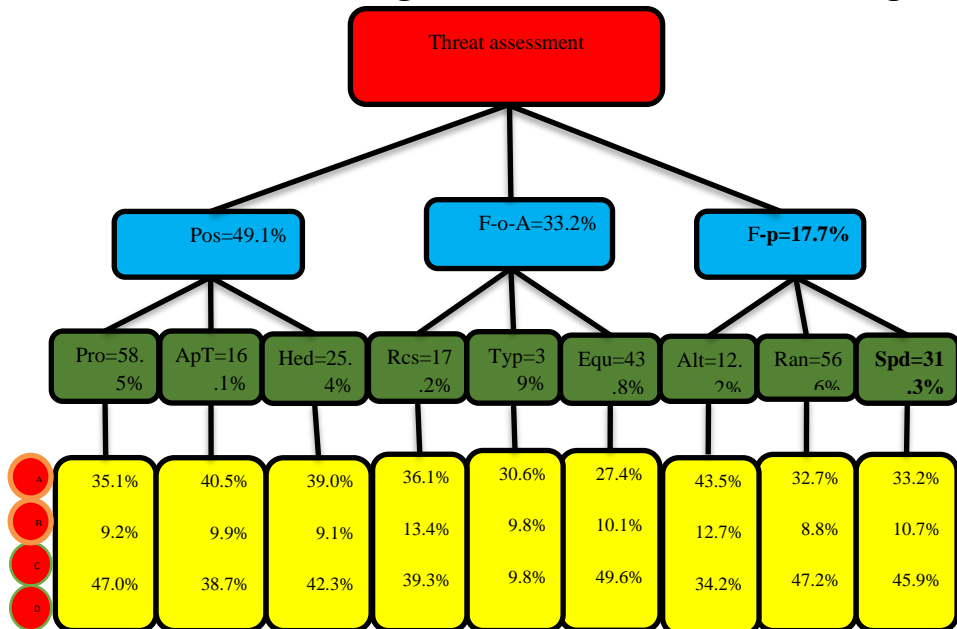 Threat assessment
Pos=49.1%
F-o-A=33.2%
F-p=17.7%
Pro=58.
5%
ApT=16
.1%
Hed=25.
4%
Rcs=17
.2%
Typ=3
9%
Equ=43
.8%
Alt=12.
2%
Ran=56
6%
Spd=31
.3%
A
35.1%
40.5%
39.0%
36.1%
30.6%
27.4%
43.5%
32.7%
33.2%
9.2%
9.9%
9.1%
13.4%
9.8%
10.1%
12.7%
8.8%
10.7%
C
47.0%
38.7%
42.3%
39.3%
9.8%
49.6%
34.2%
47.2%
45.9%
D